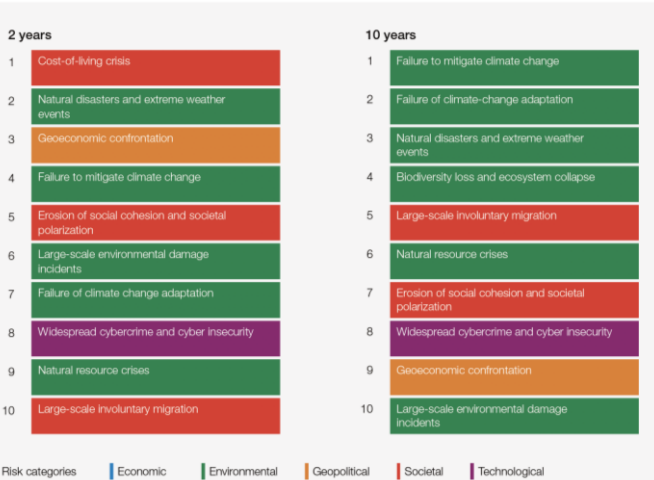 2 years
1 Cost-of-living crisis
2 Natural disasters and extreme weather
events
3 Geoeconomic confrontation
4 Failure to mitigate climate change
5 Erosion of social cohesion and societal
polarization
6 Large-scale environmental damage
incidents
7 Failure of climate change adaptation
8 Widespread cybercrime and cyber insecurity
9 Natural resource crises
10 Large-scale involuntary migration
10 years
1 Failure to mitigate climate change
2 Failure of climate-change adaptation
3 Natural disasters and extreme weather
events
4 Biodiversity loss and ecosystem collapse
5 Large-scale involuntary migration
6 Natural resource crises
7 Erosion of social cohesion and societal
polarization
8 Widespread cybercrime and cyber insecurity
9 Geoeconomic confrontation
10 Large-scale environmental damage
incidents
Risk categories Economic Environmental Geopolitical Societal Technological